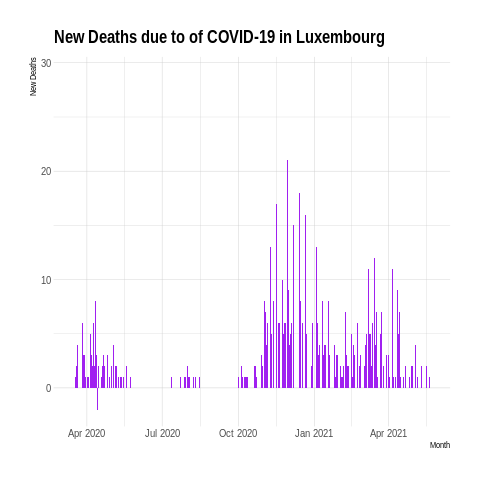 New Deaths due to of COVID-19 in Luxembourg
New Deaths
30
20
10
0
Apr 2020 Jul 2020 Oct 2020 Jan 2021 Apr 2021
Month